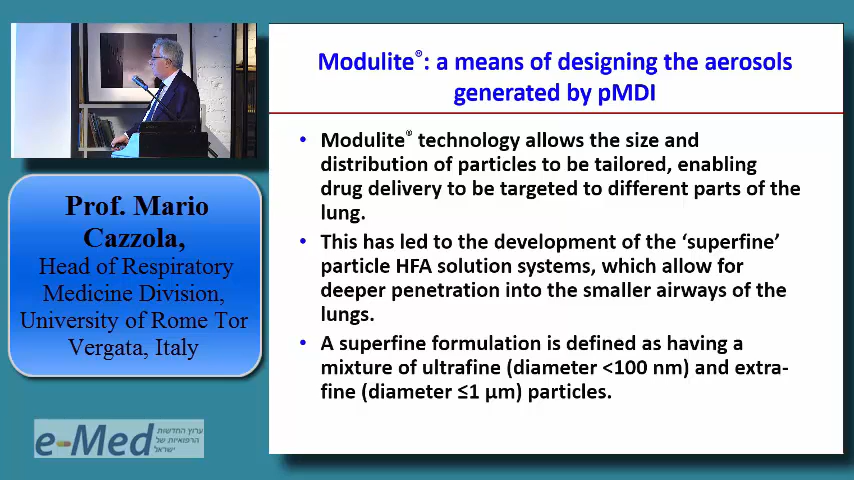 Modulite®: a means of designing the aerosols
generated by pMDI
• Modulite® technology allows the size and
distribution of particles to be tailored, enabling
drug delivery to be targeted to different parts of the
lung.
• This has led to the development of the ‘superfine’
particle HFA solution systems, which allow for
deeper penetration into the smaller airways of the
lungs.
• A superfine formulation is defined as having a
mixture of ultrafine (diameter <100 nm) and extra-
fine (diameter ≤1 µm) particles.
Prof. Mario
Cazzola,
Head of Respiratory
Medicine Division,
University of Rome Tor
Vergata, Italy
e-Med
ערוץ החדשות
הרפואיות של
ישראל